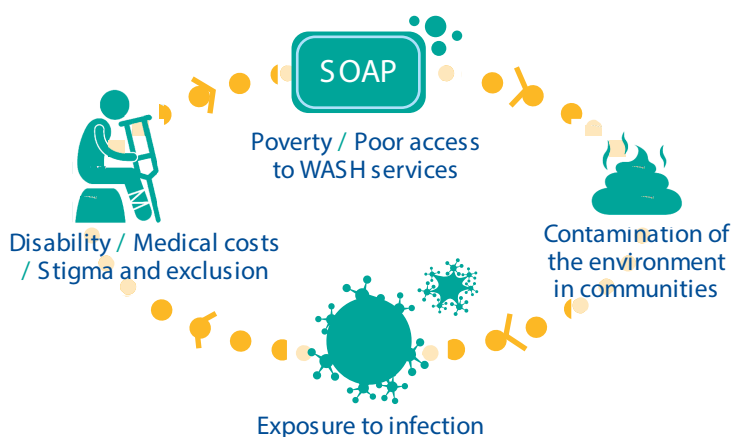 SOAP
Poverty / Poor access
to WASH services
Disability / Medical costs
/ Stigma and exclusion
Contamination of
the environment
in communities
Exposure to infection